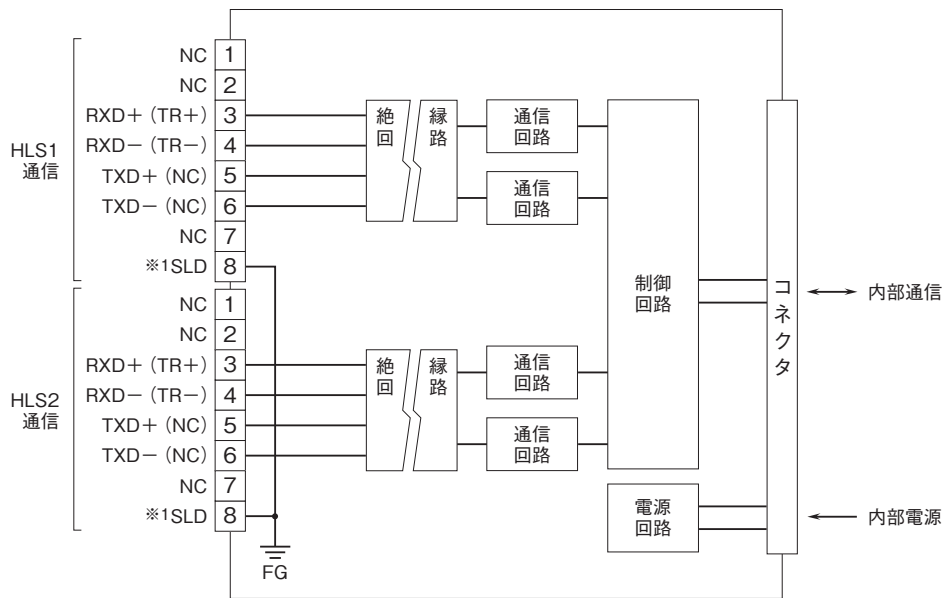 HLS1
通信
NC 1
NC 2
RXD+（TR+） 3
RXD−（TR−） 4
TXD+（NC） 5
TXD−（NC） 6
NC 7
※1SLD 8
絶 縁
回 路
通信
回路
通信
回路
HLS2
通信
NC 1
NC 2
RXD+（TR+） 3
RXD−（TR−） 4
TXD+（NC） 5
TXD−（NC） 6
NC 7
※1SLD 8
絶 縁
回 路
通信
回路
通信
回路
制御
回路
電源
回路
コネクタ
内部通信
内部電源
FG